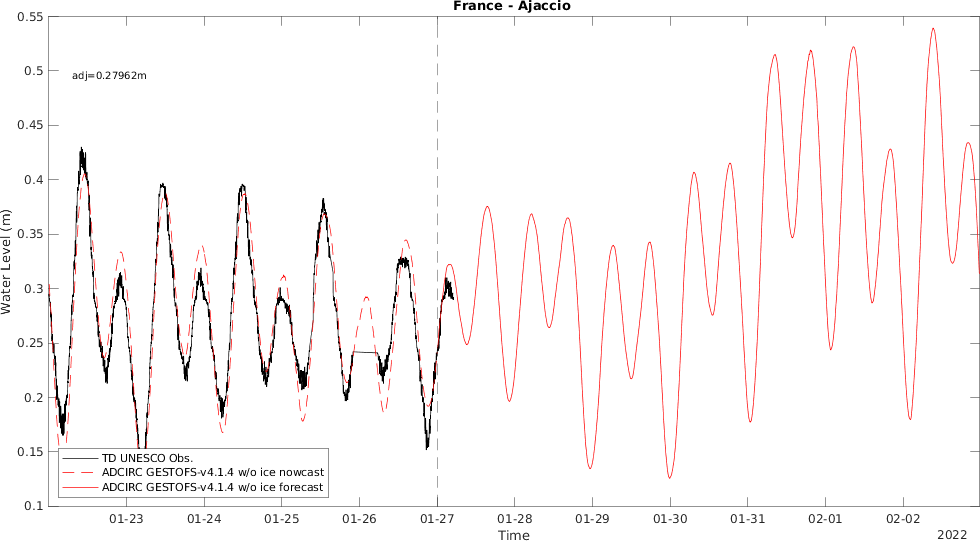 France - Ajaccio
0.55
0.5
0.45
0.4
0.35
0.3
0.25
0.2
0.15
0.1
Water Level (m)
adj=0.27962m
TD UNESCO Obs.
ADCIRC GESTOFS-v4.1.4 w/o ice nowcast
ADCIRC GESTOFS-v4.1.4 w/o ice forecast
01-23 01-24 01-25 01-26 01-27 01-28 01-29 01-30 01-31 02-01 02-02
Time
2022